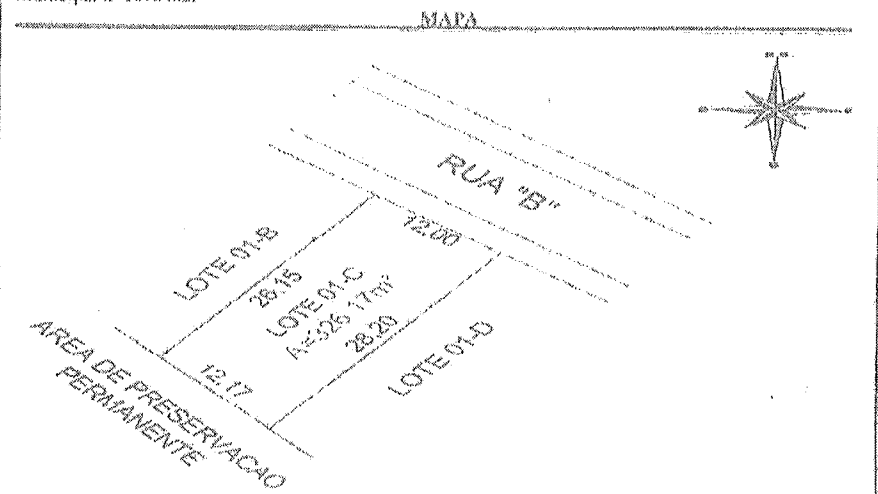 MAPA
RUA "B"
12.00
LOTE 01-B
28.15
LOTE 01-C
A=326.17m²
28.20
LOTE 01-D
12.17
AREA DE PRESERVACAO
PERMANENTE